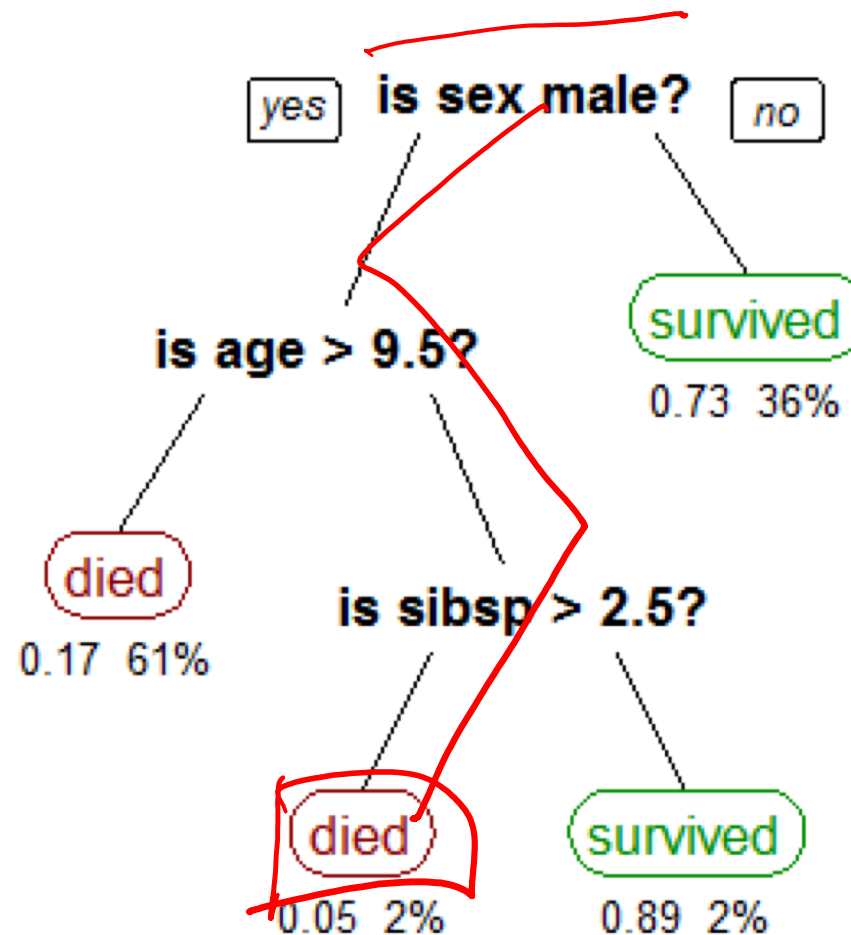 yes is sex male? no
is age > 9.5?
survived
0.73 36%
died
0.17 61%
is sibsp > 2.5?
died survived
0.05 2% 0.89 2%